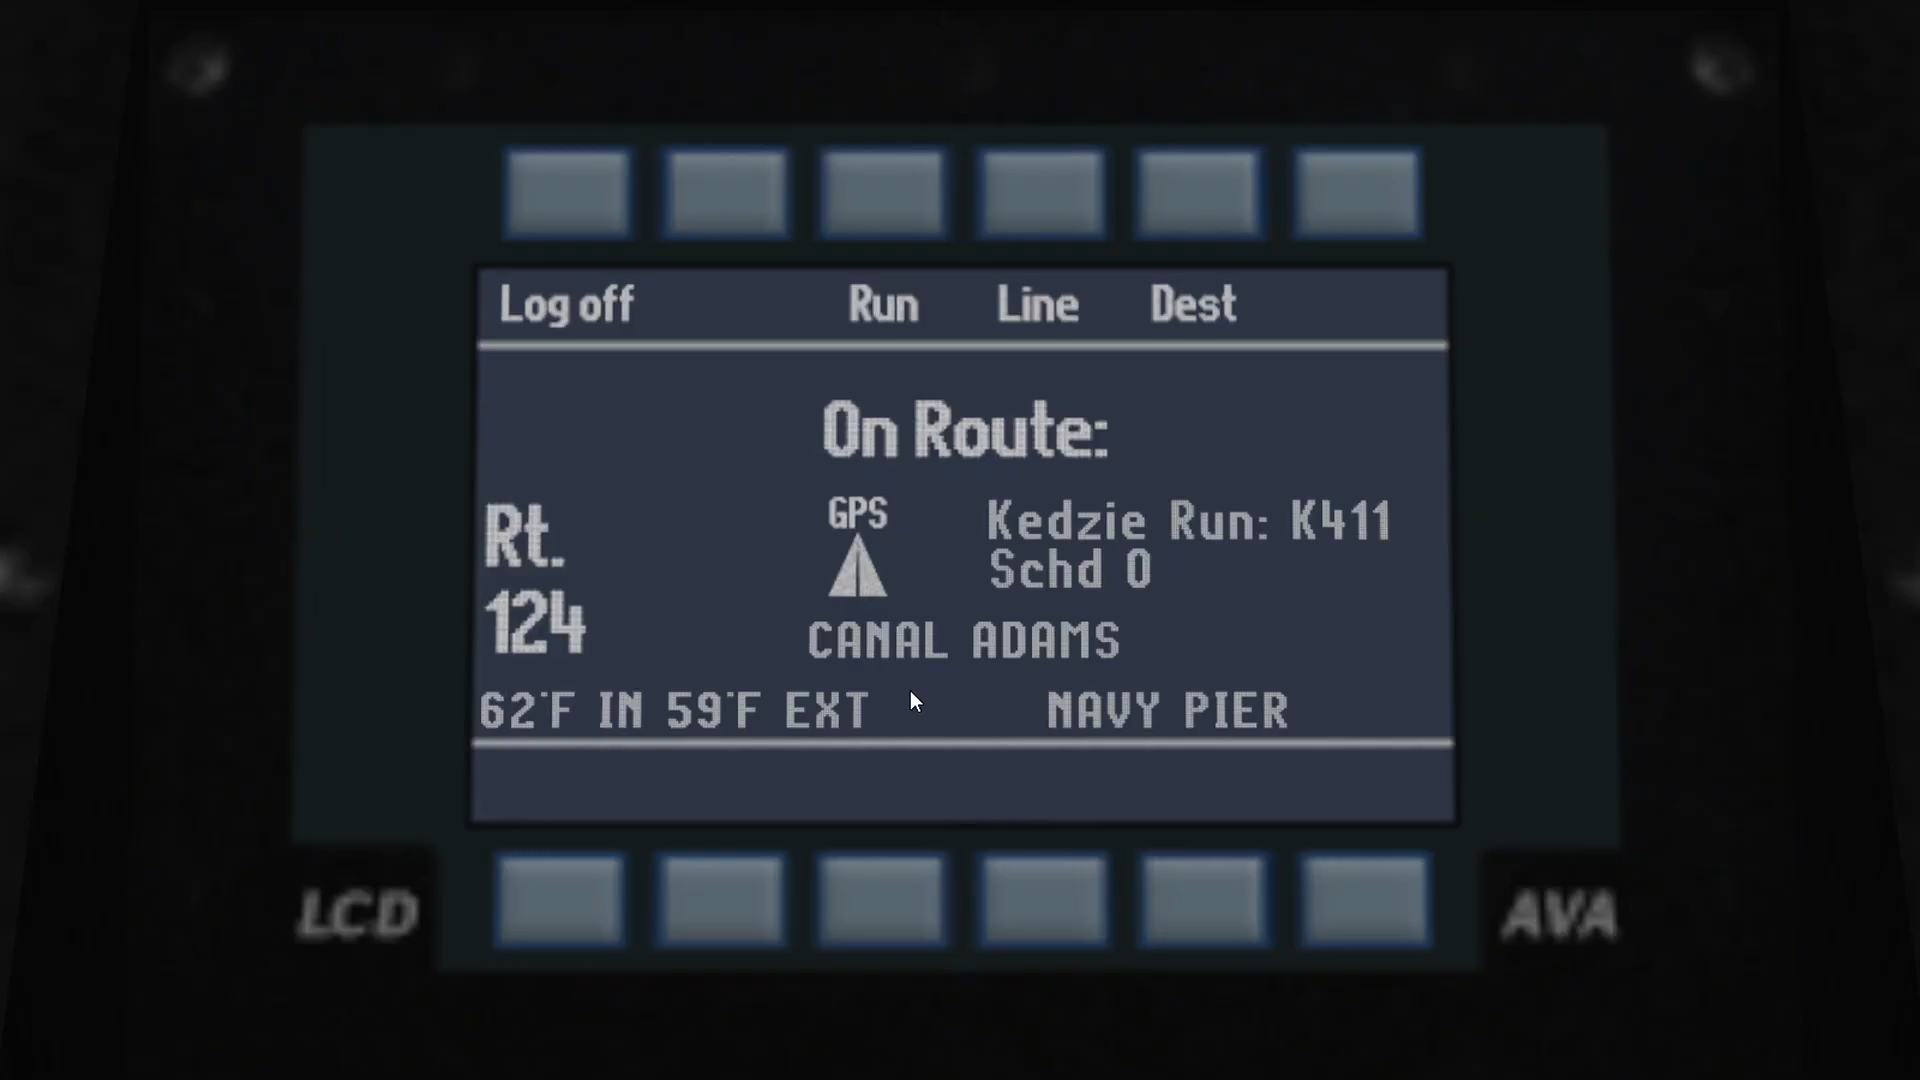 Log off Run Line Dest
On Route:
Rt.
124
GPS
Kedzie Run: K411
Schd 0
CANAL ADAMS
62°F IN 59°F EXT NAVY PIER
LCD
AVA